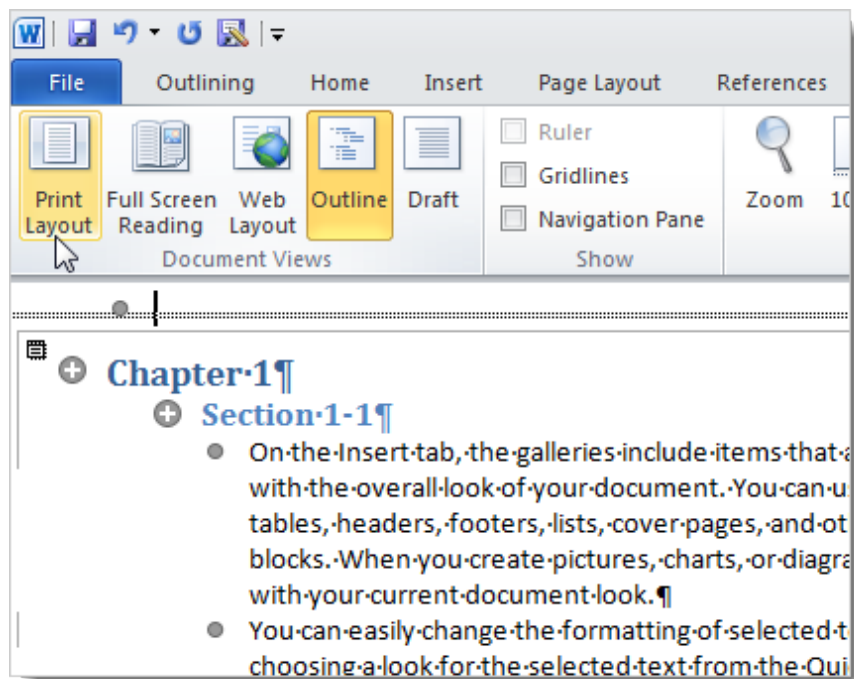 W
File Outlining Home Insert Page Layout References
Print Layout
Full Screen Reading
Web Layout
Outline
Draft
Document Views
Ruler
Gridlines
Navigation Pane
Show
Zoom
Chapter·1¶
Section·1-1¶
On·the·Insert·tab,·the·galleries·include·items·that·
with·the·overall·look·of·your·document.·You·can·
tables,·headers,·footers,·lists,·cover·pages,·and·
blocks.·When·you·create·pictures,·charts,·or·
with·your·current·document·look.¶
You·can·easily·change·the·formatting·of·selected·
choosing·a·look·for·the·selected·text·from·the·